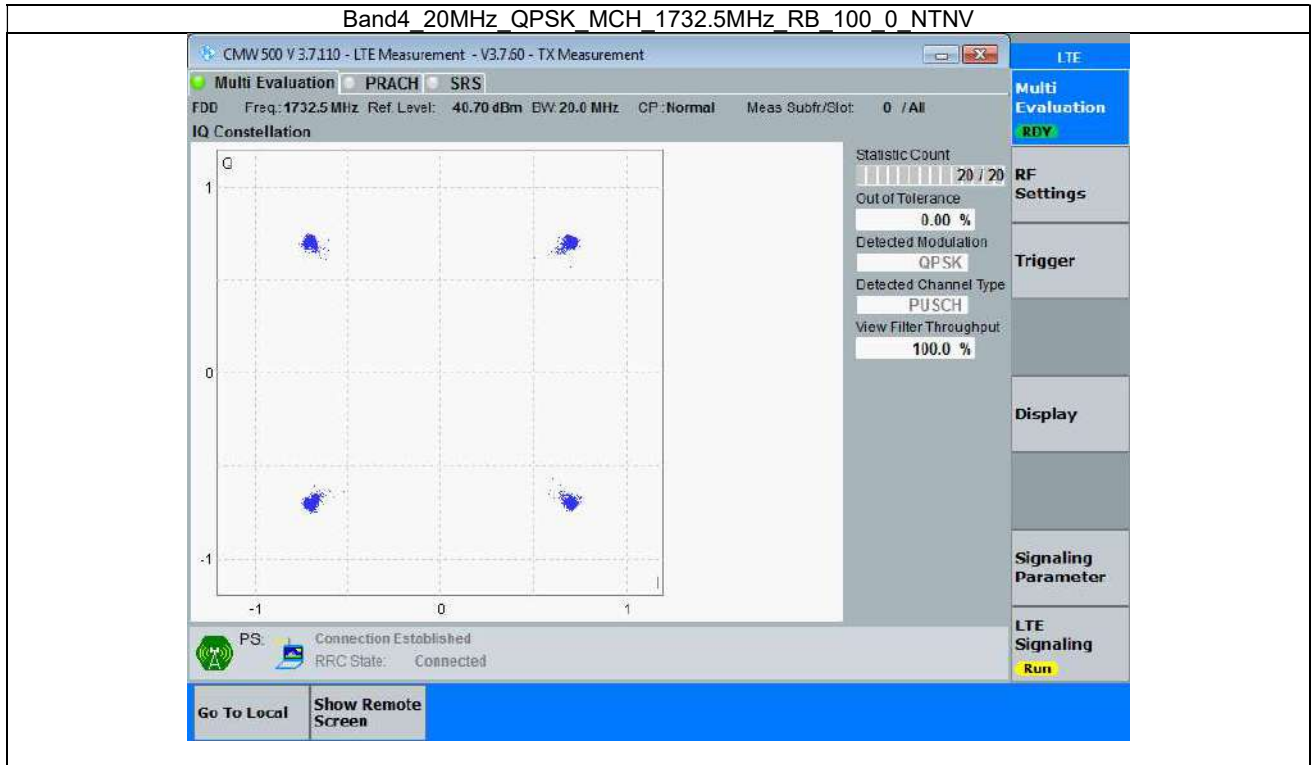 Band4_20MHz_QPSK_MCH_1732.5MHz_RB_100_0_NTNV
CMW 500 V 3.7.110 - LTE Measurement - V3.7.60 - TX Measurement
LTE
Multi Evaluation PRACH SRS
FDD Freq.: 1732.5 MHz Ref. Level: 40.70 dBm BW: 20.0 MHz CP: Normal Meas Subfr./Slot: 0 / All
IQ Constellation
Q
1
0
-1
-1 0 1
I
Statistic Count
20 / 20
Out of Tolerance
0.00 %
Detected Modulation
QPSK
Detected Channel Type
PUSCH
View Filter Throughput
100.0 %
Multi
Evaluation
RDY
RF
Settings
Trigger
Display
Signaling
Parameter
LTE
Signaling
Run
PS: Connection Established
RRC State: Connected
Go To Local
Show Remote
Screen